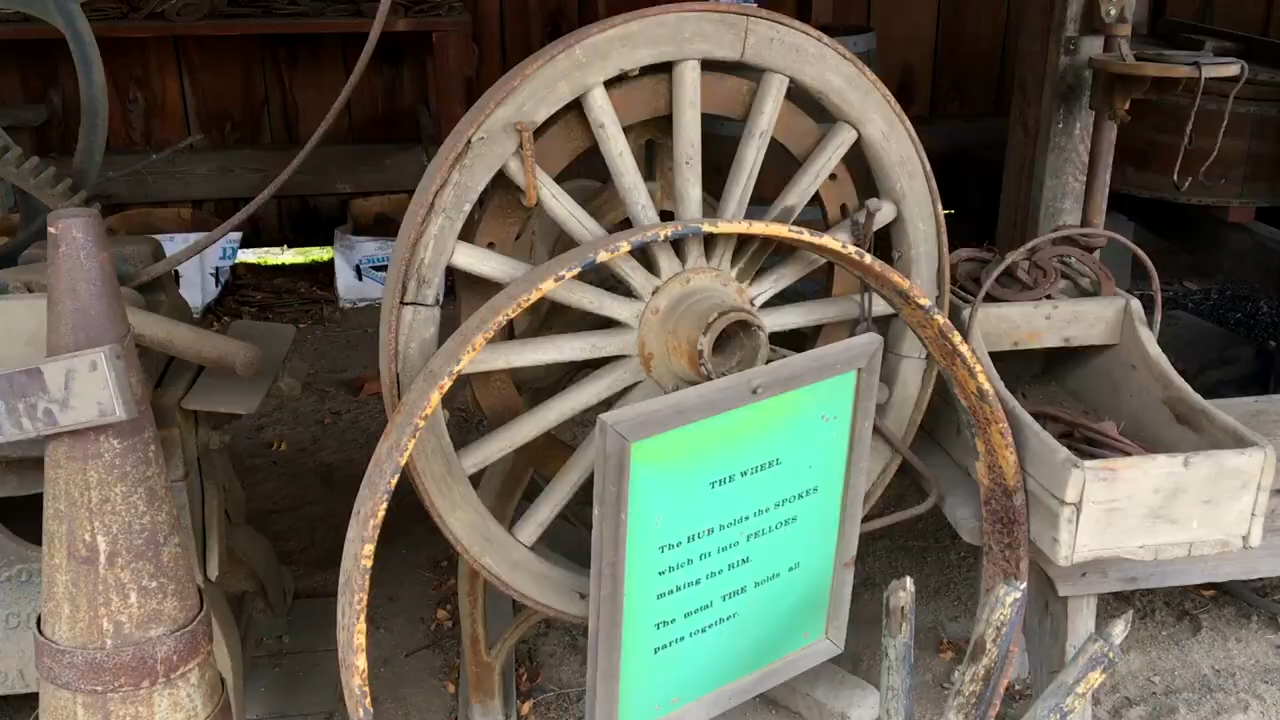 THE WHEEL
The HUB holds the SPOKES
which fit into FELLOES
making the RIM.
The metal TIRE holds all
parts together.